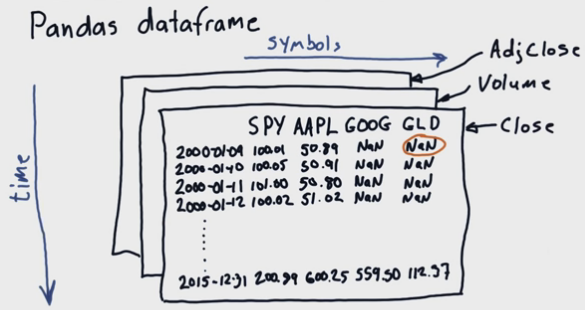 Pandas dataframe
symbols
AdjClose
Volume
Close
time
SPY AAPL GOOG GLD
2000-01-09 100.01 50.89 NaN NaN
2000-01-10 100.05 50.91 NaN NaN
2000-01-11 101.00 50.80 NaN NaN
2000-01-12 100.02 51.02 NaN NaN
2015-12-31 200.99 600.25 559.50 112.37